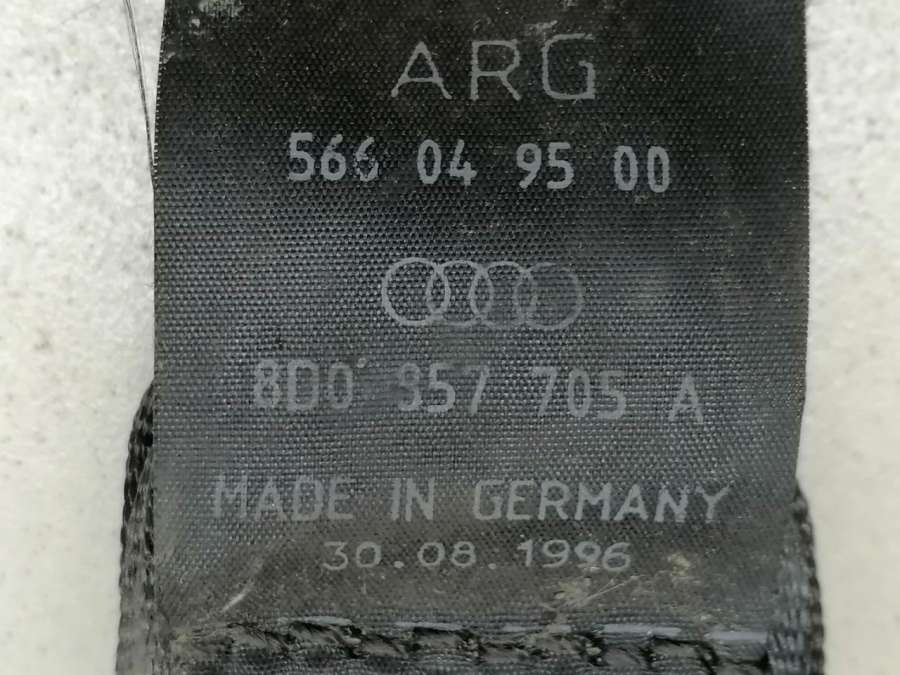 ARG
566 04 95 00
8D0 857 705 A
MADE IN GERMANY
30.08.1996